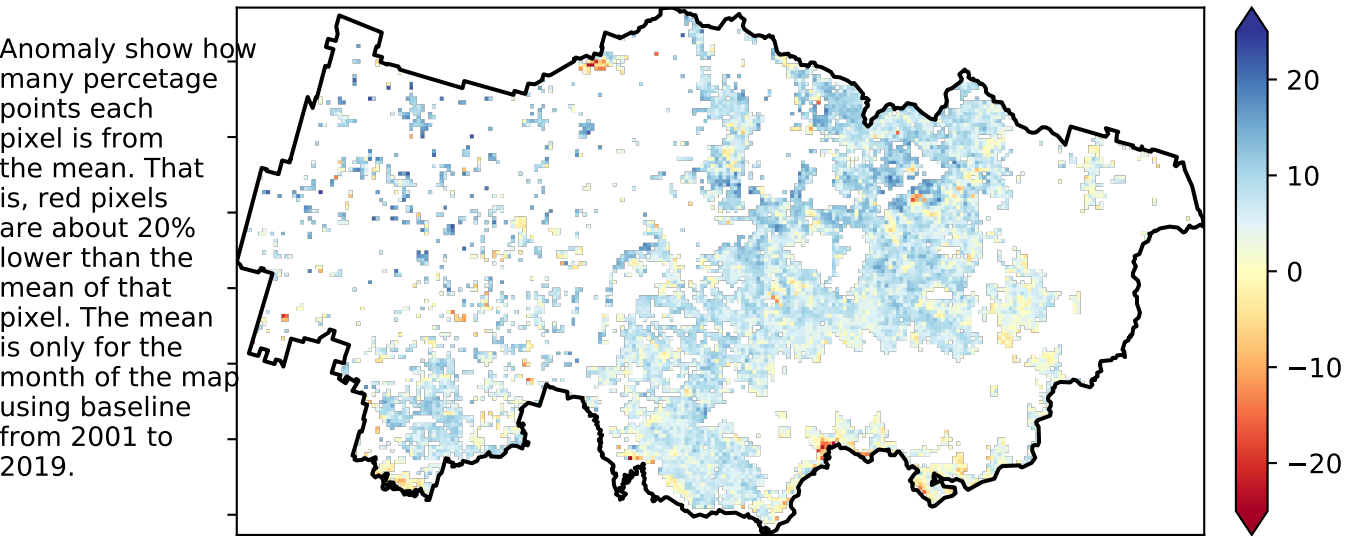 Anomaly show how
many percetage
points each
pixel is from
the mean. That
is, red pixels
are about 20%
lower than the
mean of that
pixel. The mean
is only for the
month of the map
using baseline
from 2001 to
2019.
20
10
0
−10
−20